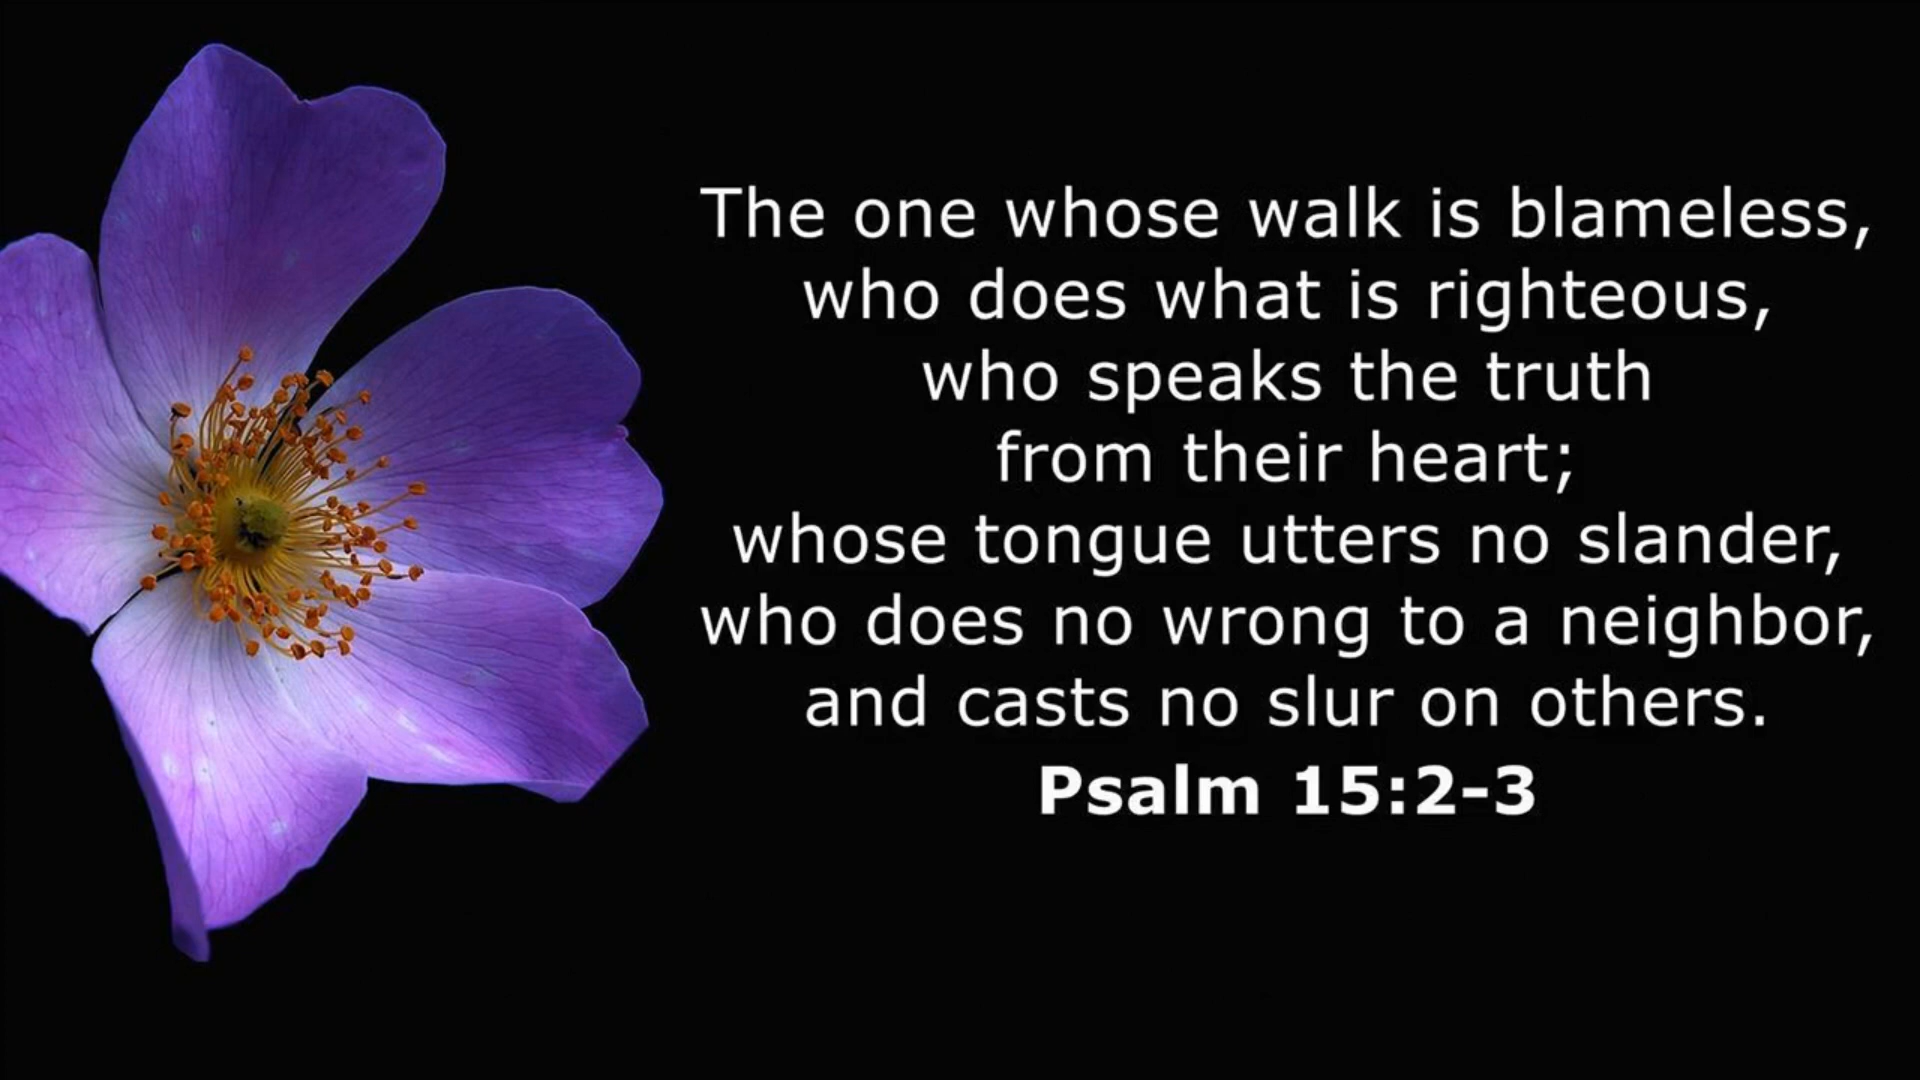 The one whose walk is blameless,
who does what is righteous,
who speaks the truth
from their heart;
whose tongue utters no slander,
who does no wrong to a neighbor,
and casts no slur on others.
Psalm 15:2-3